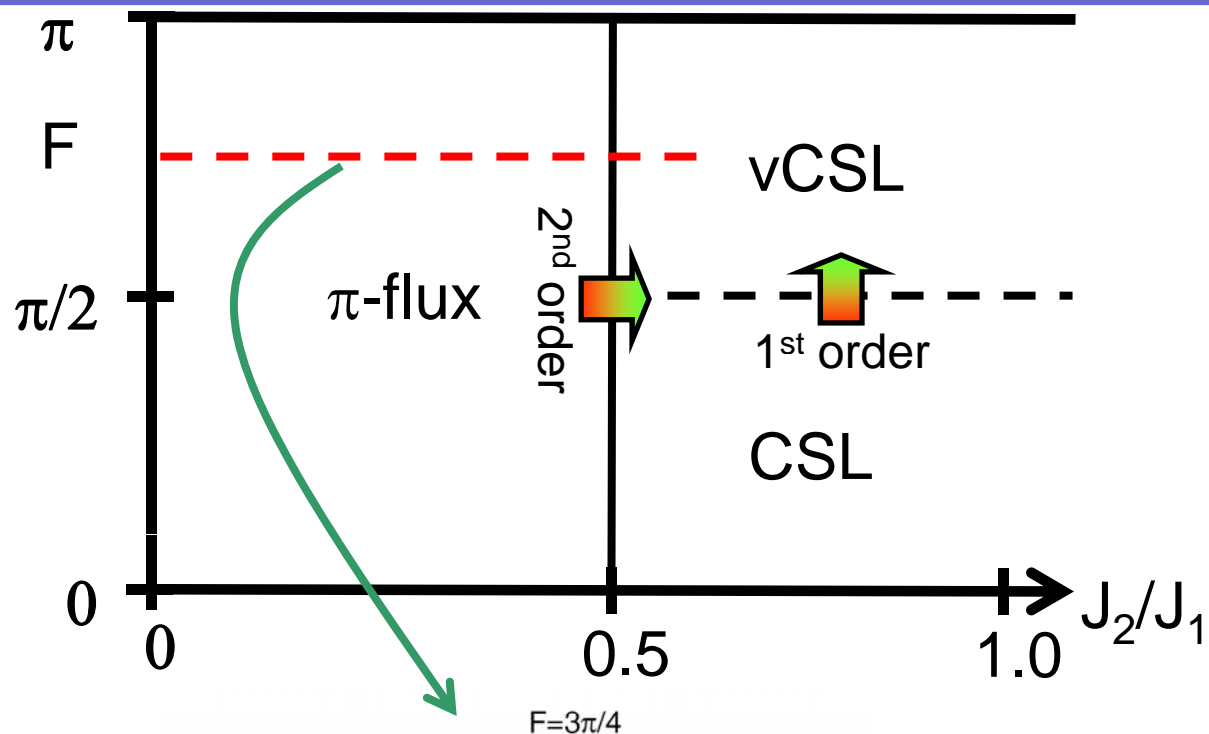 π
F
vCSL
2nd order
π-flux
π/2
1st order
CSL
0
J2/J1
0
0.5
1.0
F=3π/4